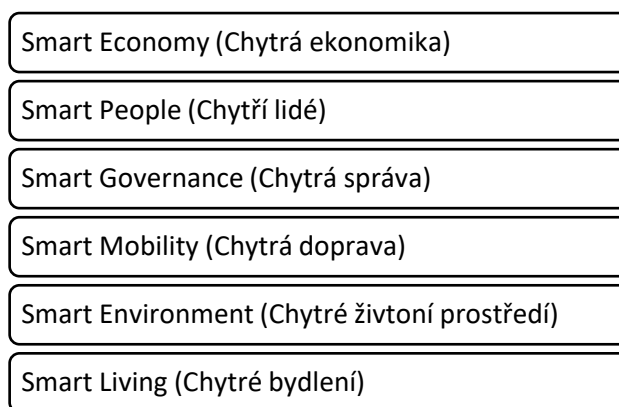 Smart Economy (Chytrá ekonomika)
Smart People (Chytří lidé)
Smart Governance (Chytrá správa)
Smart Mobility (Chytrá doprava)
Smart Environment (Chytré živtoní prostředí)
Smart Living (Chytré bydlení)